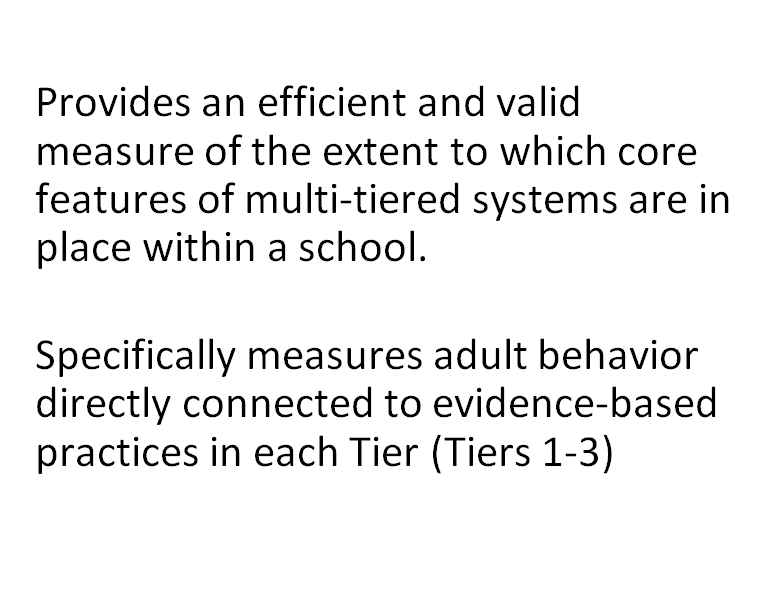 Provides an efficient and valid
measure of the extent to which core
features of multi-tiered systems are in
place within a school.
Specifically measures adult behavior
directly connected to evidence-based
practices in each Tier (Tiers 1-3)